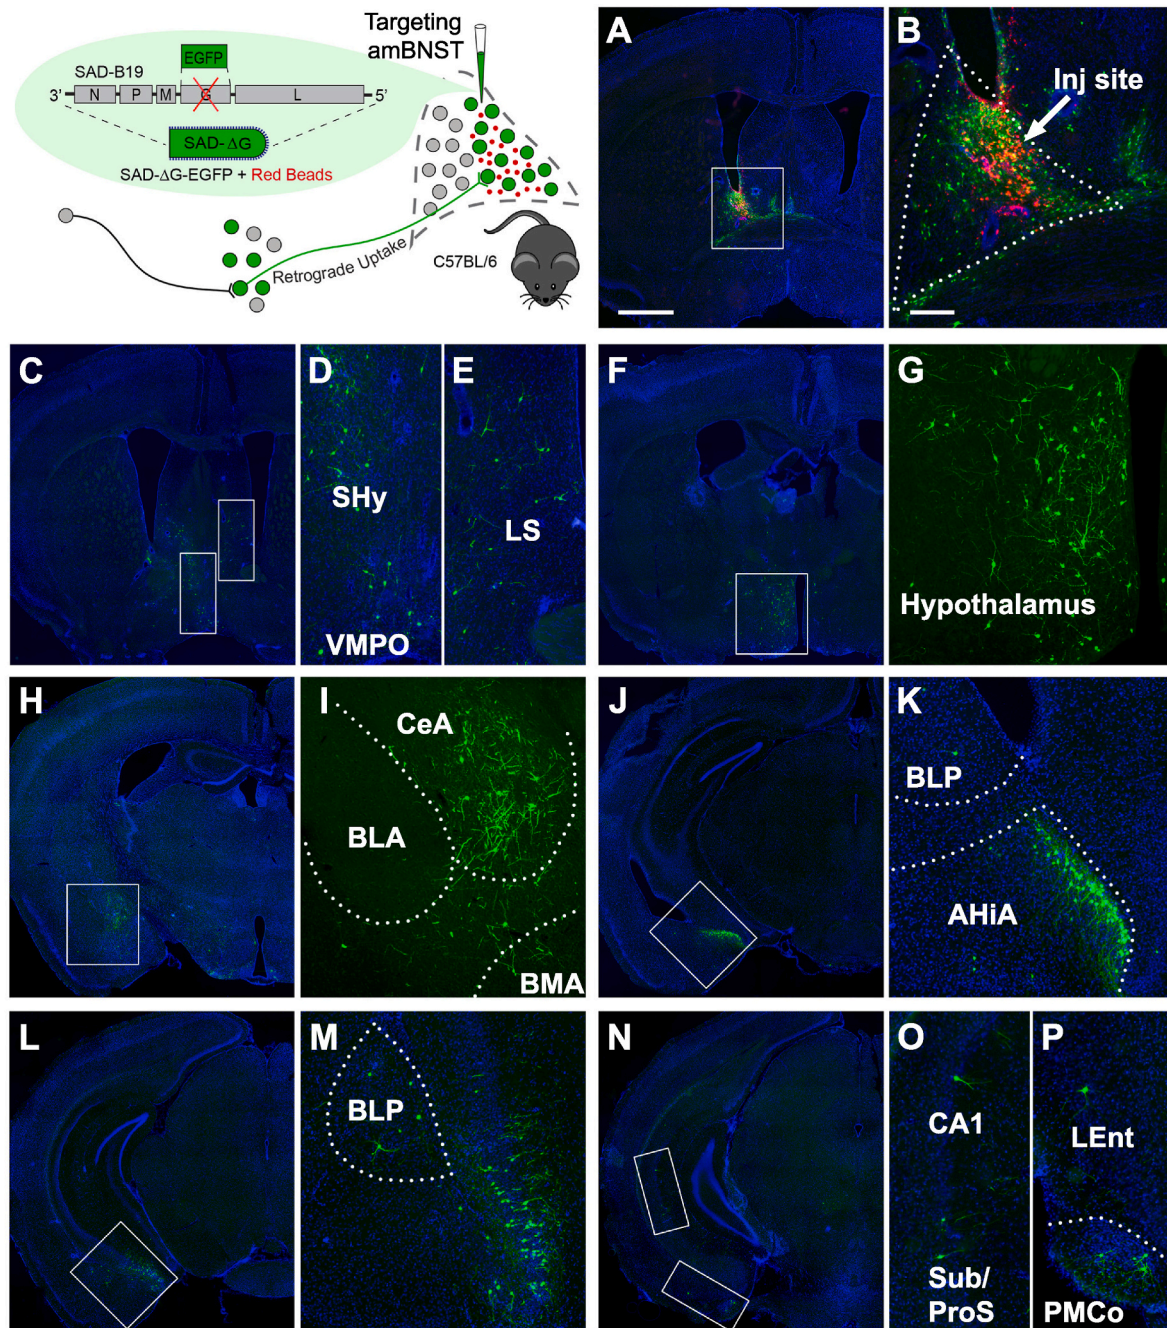 Targeting
amBNST
EGFP
SAD-B19
3' N P M G L 5'
SAD-ΔG
SAD-ΔG-EGFP + Red Beads
Retrograde Uptake
C57BL/6
A
B
Inj site
C
D
SHy
VMPO
E
LS
F
G
Hypothalamus
H
I
CeA
BLA
BMA
J
K
BLP
AHiA
L
M
BLP
N
O
CA1
Sub/
ProS
P
LEnt
PMCo